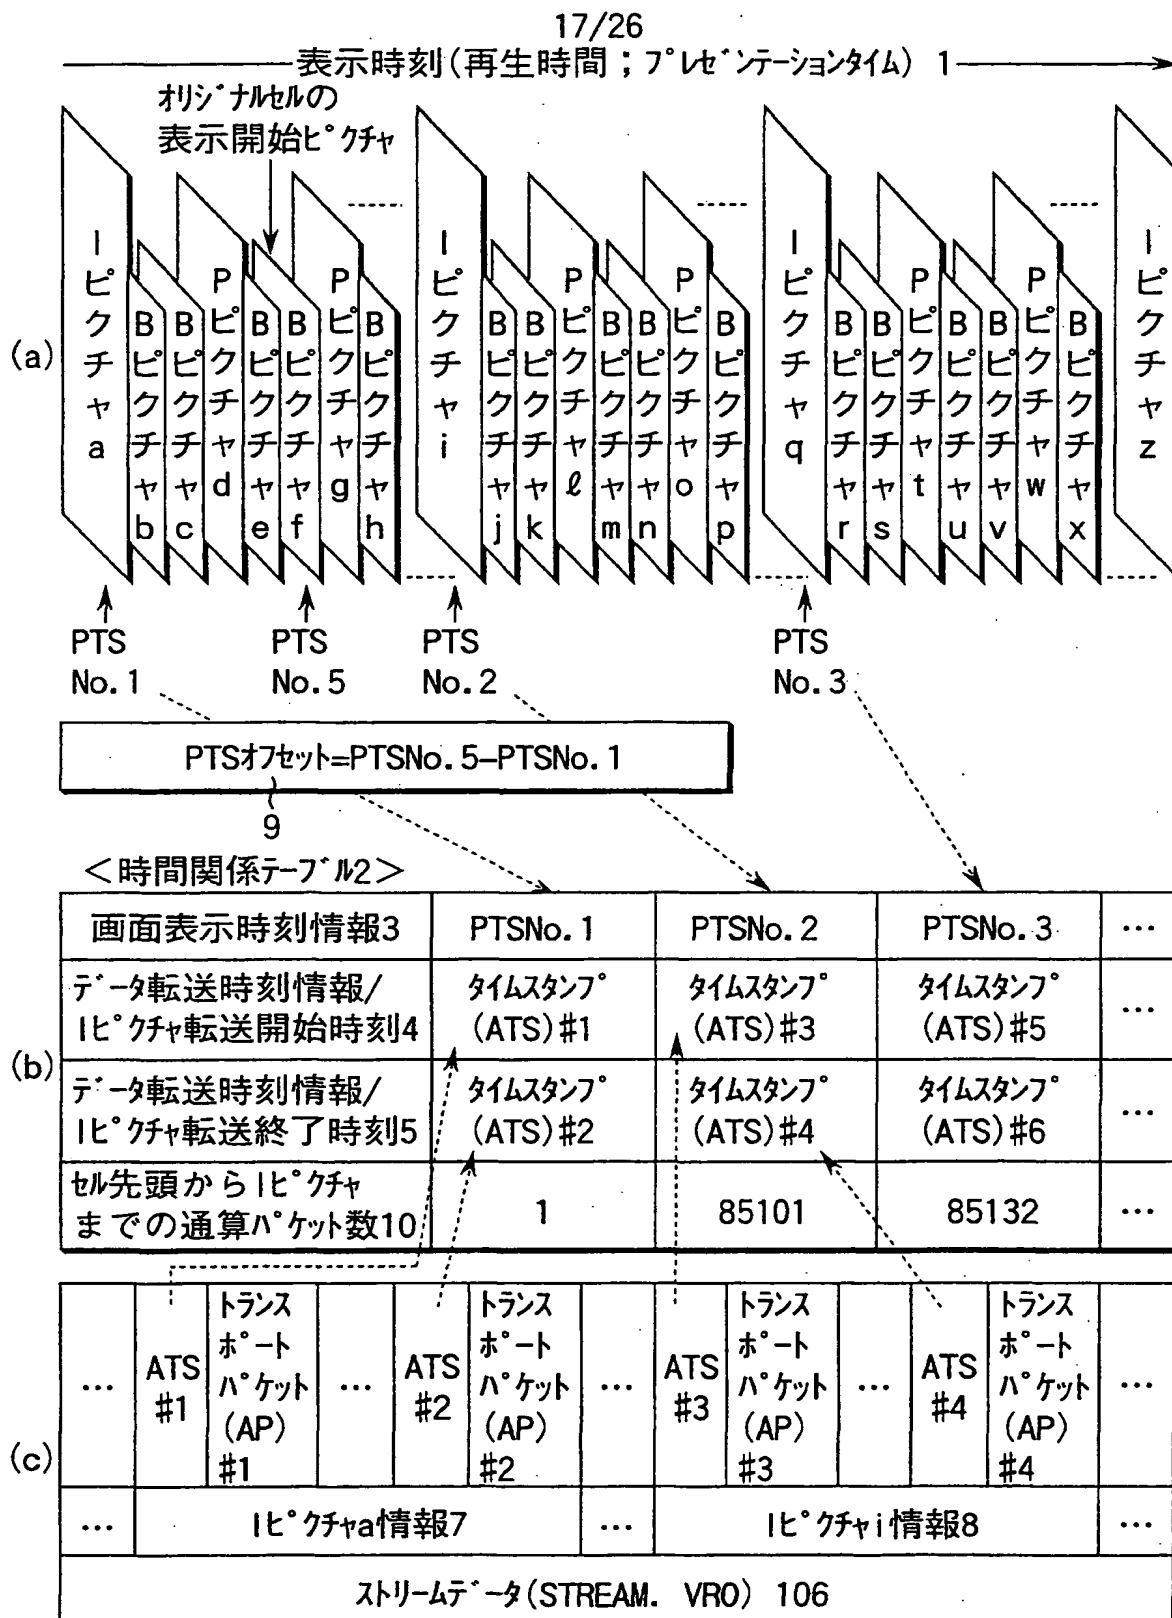 17/26
表示時刻(再生時間;プレゼンテーションタイム) 1
オリジナルセルの
表示開始ピクチャ
(a)
Iピクチャa
Bピクチャb
Bピクチャc
Pピクチャd
Bピクチャe
Bピクチャf
Pピクチャg
Bピクチャh
Iピクチャi
Bピクチャj
Bピクチャk
Pピクチャℓ
Bピクチャm
Bピクチャn
Pピクチャo
Bピクチャp
Iピクチャq
Bピクチャr
Bピクチャs
Pピクチャt
Bピクチャu
Bピクチャv
Pピクチャw
Bピクチャx
Iピクチャz
PTS
No.1
PTS
No.5
PTS
No.2
PTS
No.3
PTSオフセット=PTSNo.5–PTSNo.1
9
<時間関係テーブル2>
(b)
画面表示時刻情報3
PTSNo.1
PTSNo.2
PTSNo.3
…
データ転送時刻情報/
Iピクチャ転送開始時刻4
タイムスタンプ
(ATS)#1
タイムスタンプ
(ATS)#3
タイムスタンプ
(ATS)#5
…
データ転送時刻情報/
Iピクチャ転送終了時刻5
タイムスタンプ
(ATS)#2
タイムスタンプ
(ATS)#4
タイムスタンプ
(ATS)#6
…
セル先頭からIピクチャ
までの通算パケット数10
1
85101
85132
…
(c)
…
ATS
#1
トランス
ポート
パケット
(AP)
#1
…
ATS
#2
トランス
ポート
パケット
(AP)
#2
…
ATS
#3
トランス
ポート
パケット
(AP)
#3
…
ATS
#4
トランス
ポート
パケット
(AP)
#4
…
…
Iピクチャa情報7
…
Iピクチャi情報8
…
ストリームデータ(STREAM. VRO) 106